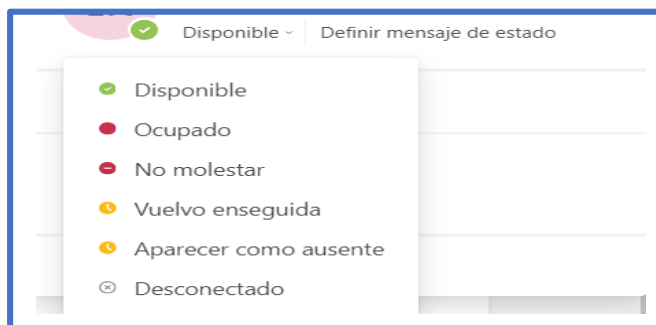 Disponible
Definir mensaje de estado
Disponible
Ocupado
No molestar
Vuelvo enseguida
Aparecer como ausente
Desconectado